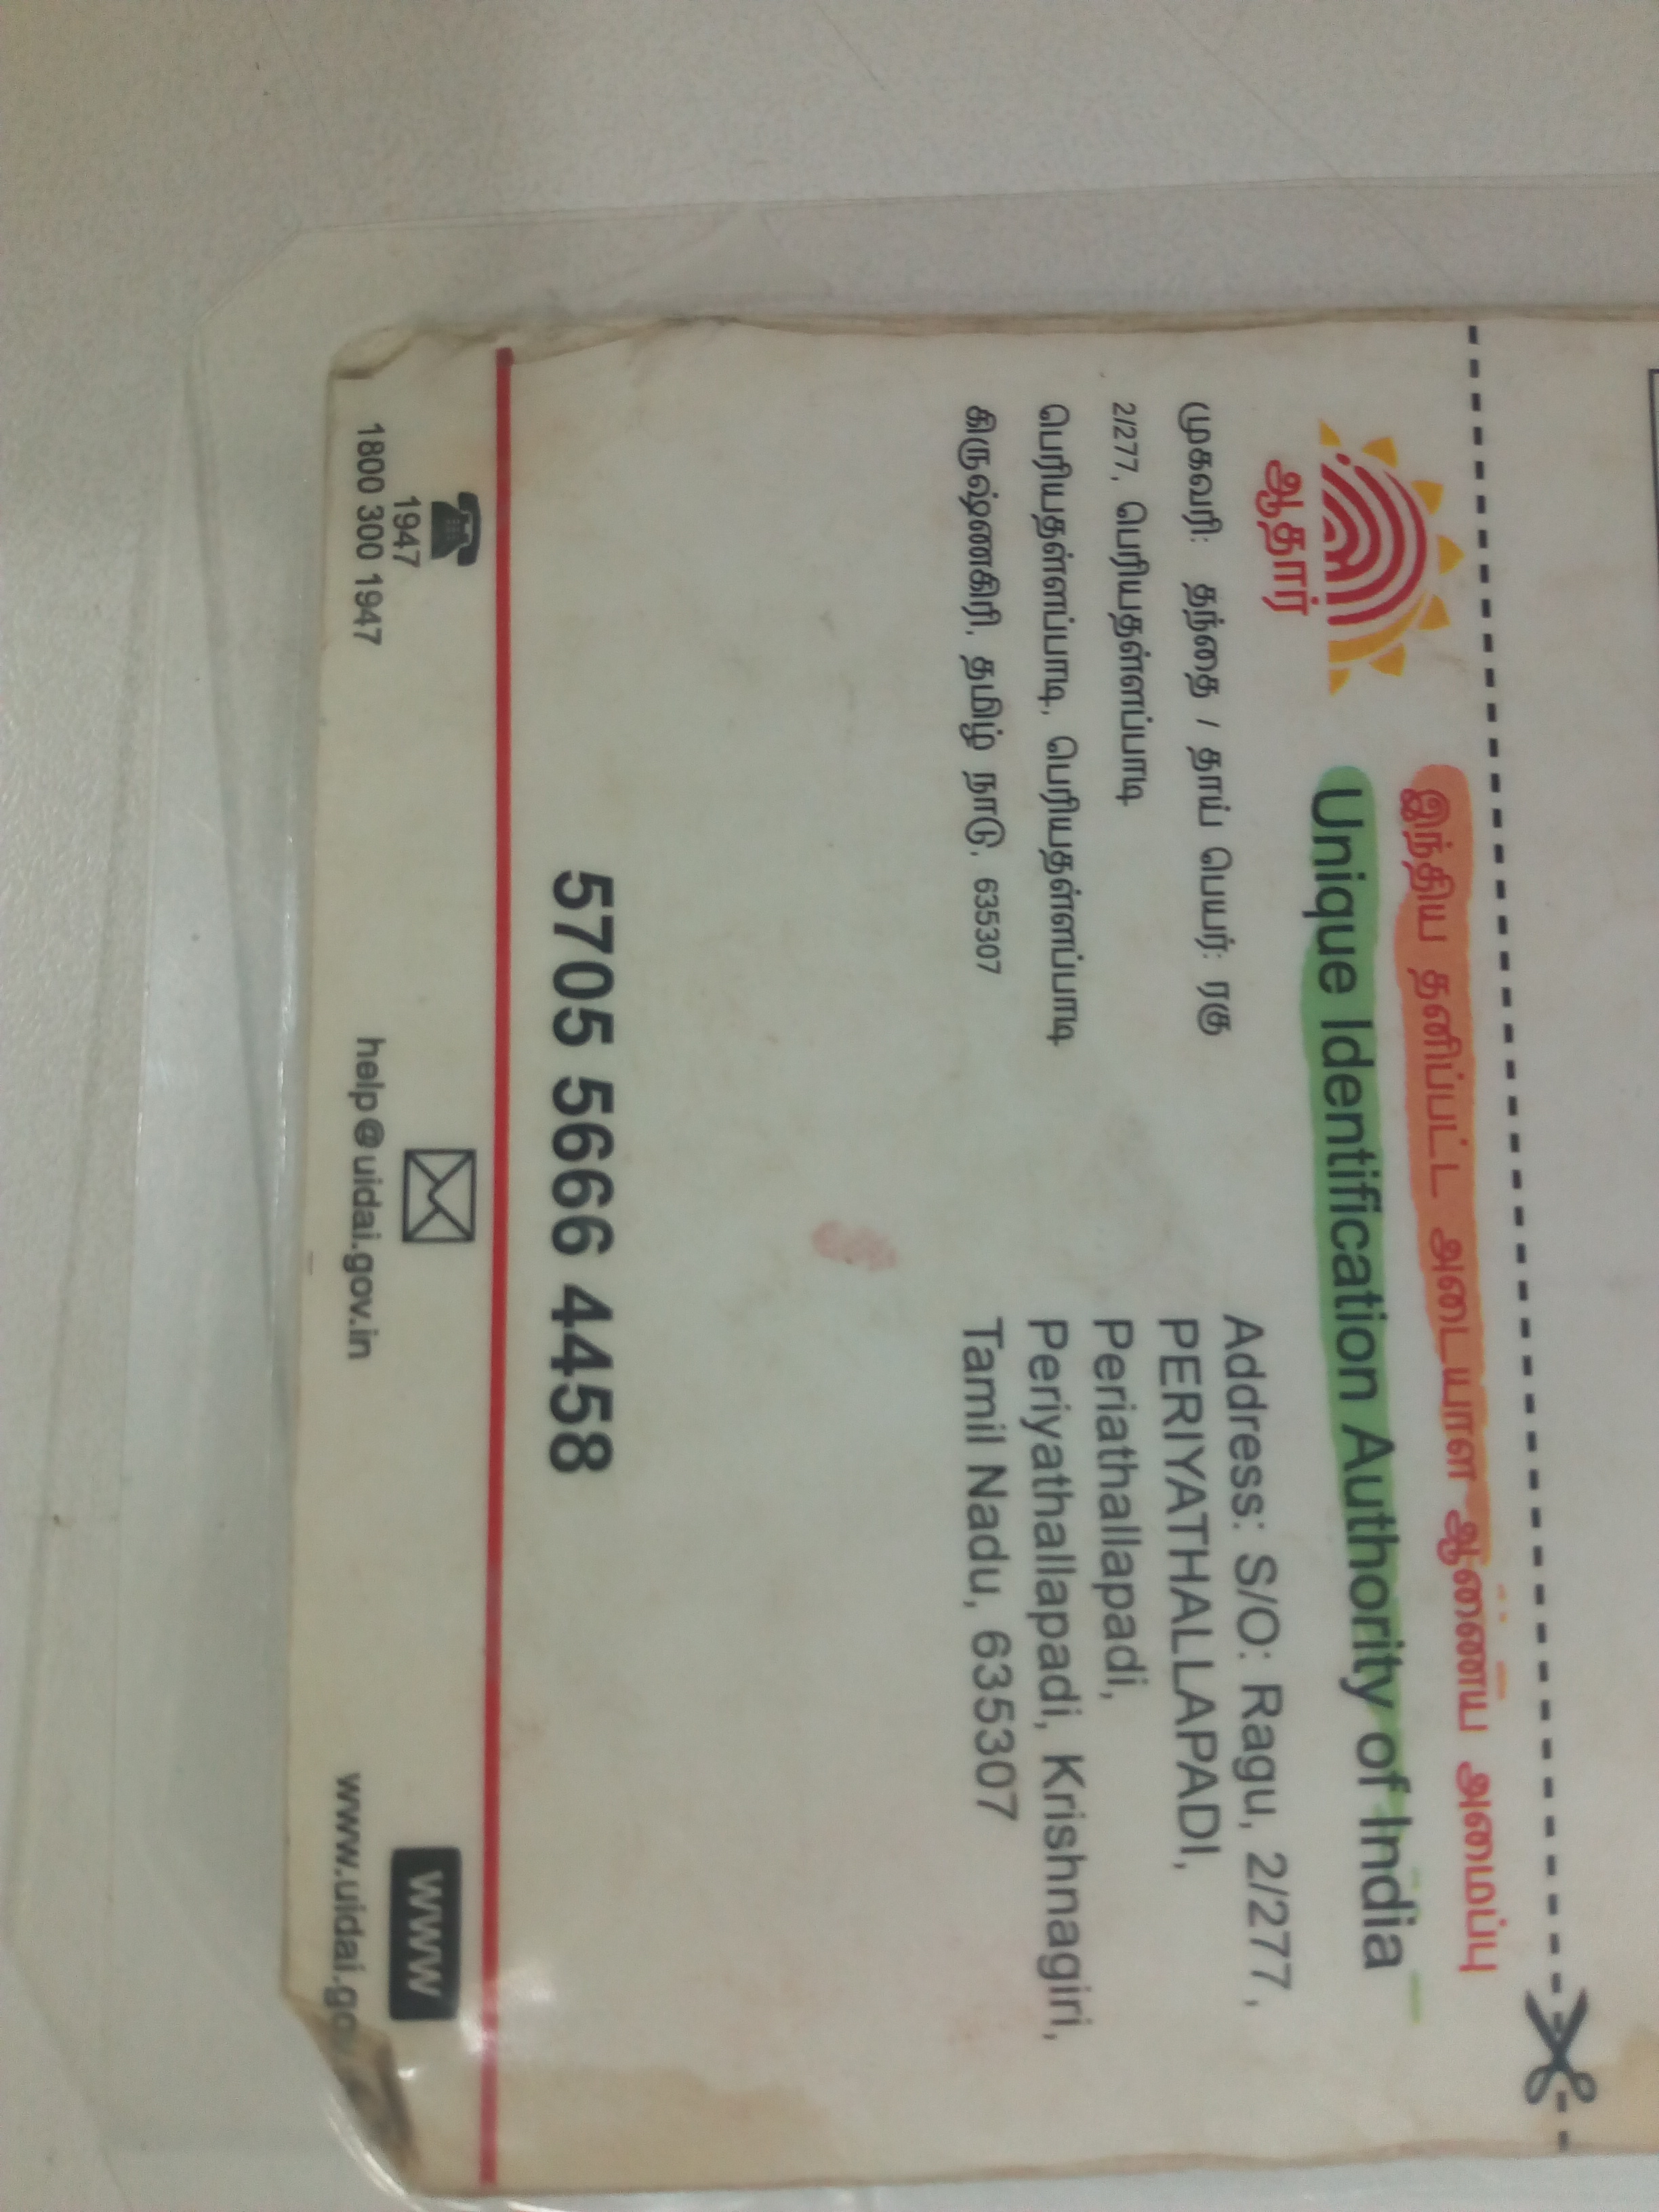 இந்திய தனிப்பட்ட அடையாள ஆணைய அமைப்பு
Unique Identification Authority of India
ஆதார்
முகவரி: தந்தை / தாய் பெயர்: ரகு
2/277, பெரியதள்ளப்பாடி
பெரியதள்ளப்பாடி, பெரியதள்ளப்பாடி
கிருஷ்ணகிரி, தமிழ் நாடு, 635307
Address: S/O: Ragu, 2/277,
PERIYATHALLAPADI,
Periathallapadi,
Periyathallapadi, Krishnagiri,
Tamil Nadu, 635307
5705 5666 4458
1947
1800 300 1947
help@uidai.gov.in
WWW
www.uidai.gov